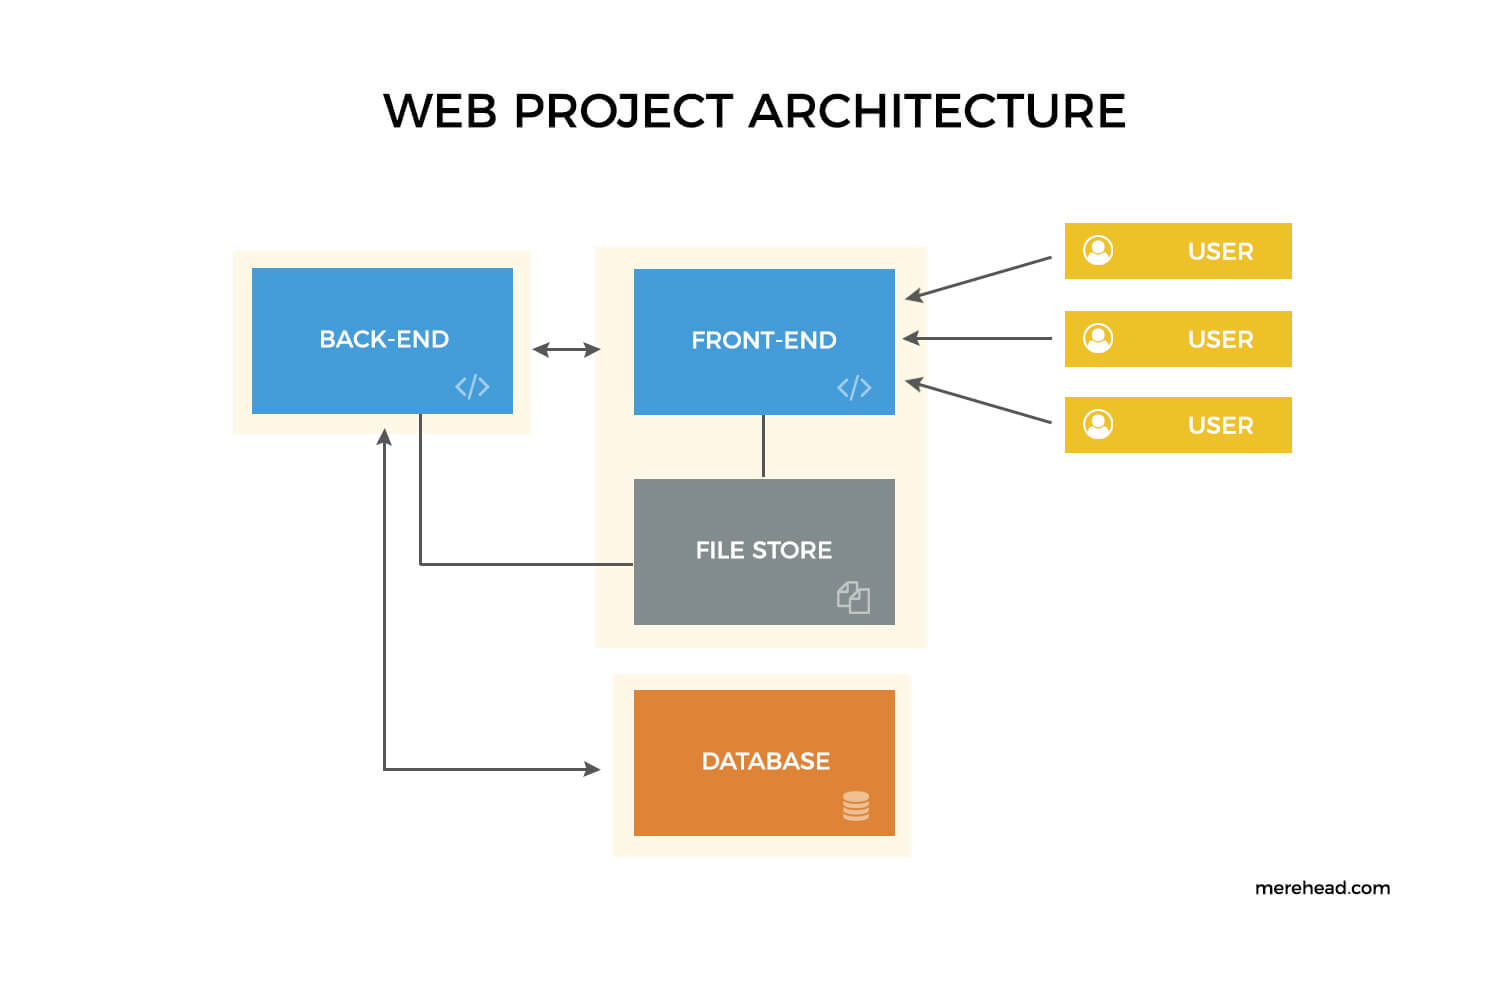 WEB PROJECT ARCHITECTURE
BACK-END
FRONT-END
USER
USER
USER
FILE STORE
DATABASE
merehead.com